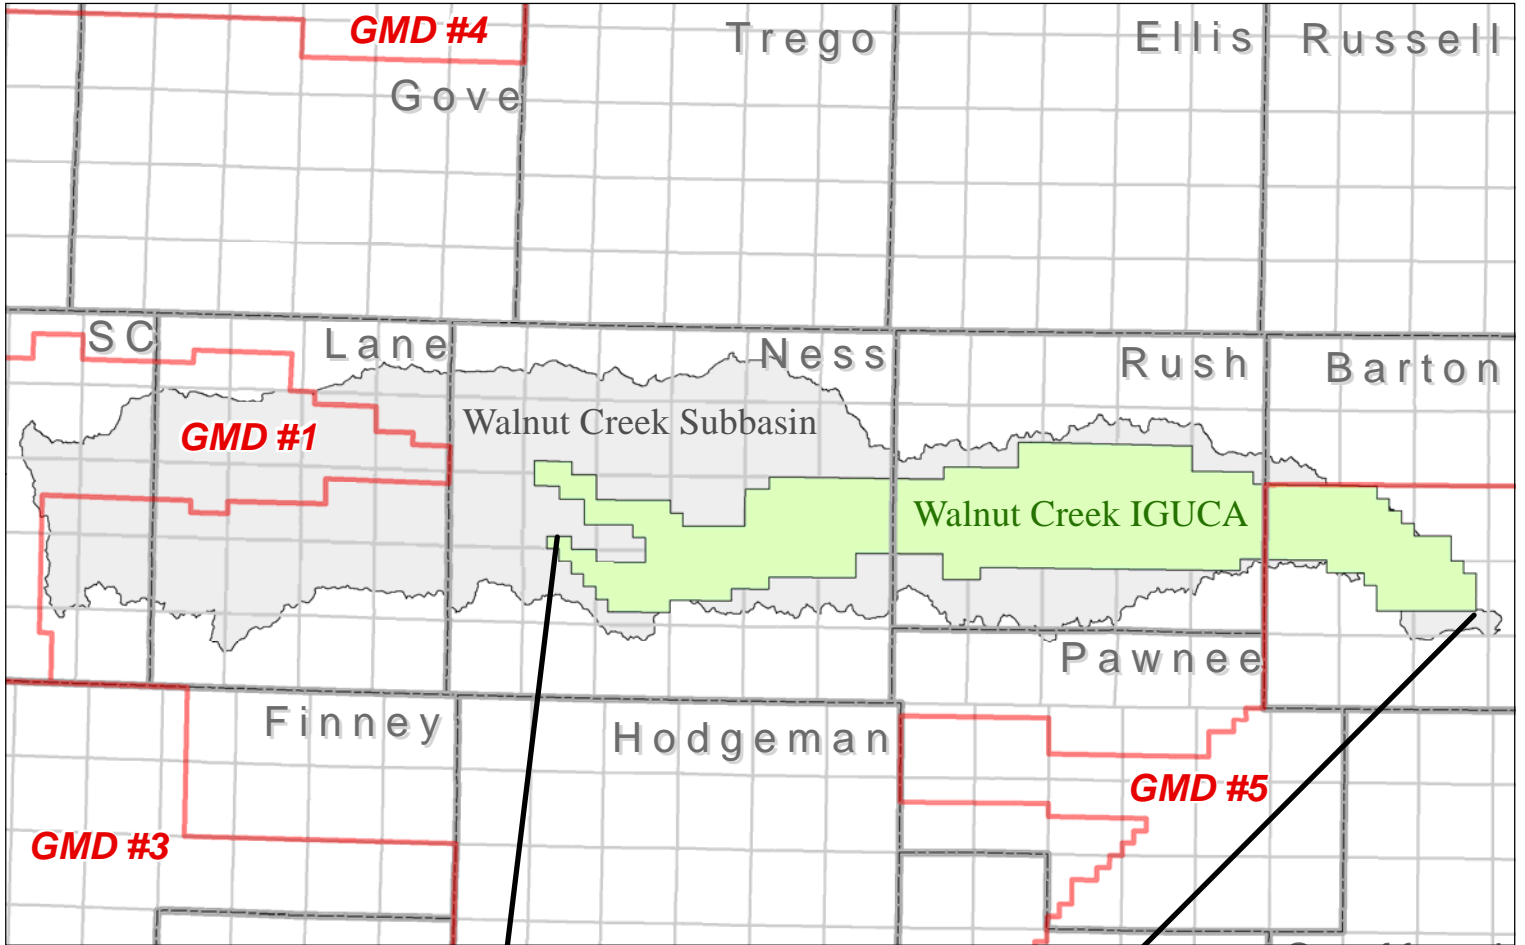 GMD #4
Trego
Ellis
Russell
Gove
SC
Lane
Ness
Rush
Barton
Walnut Creek Subbasin
GMD #1
Walnut Creek IGUCA
Pawnee
Finney
Hodgeman
GMD #5
GMD #3